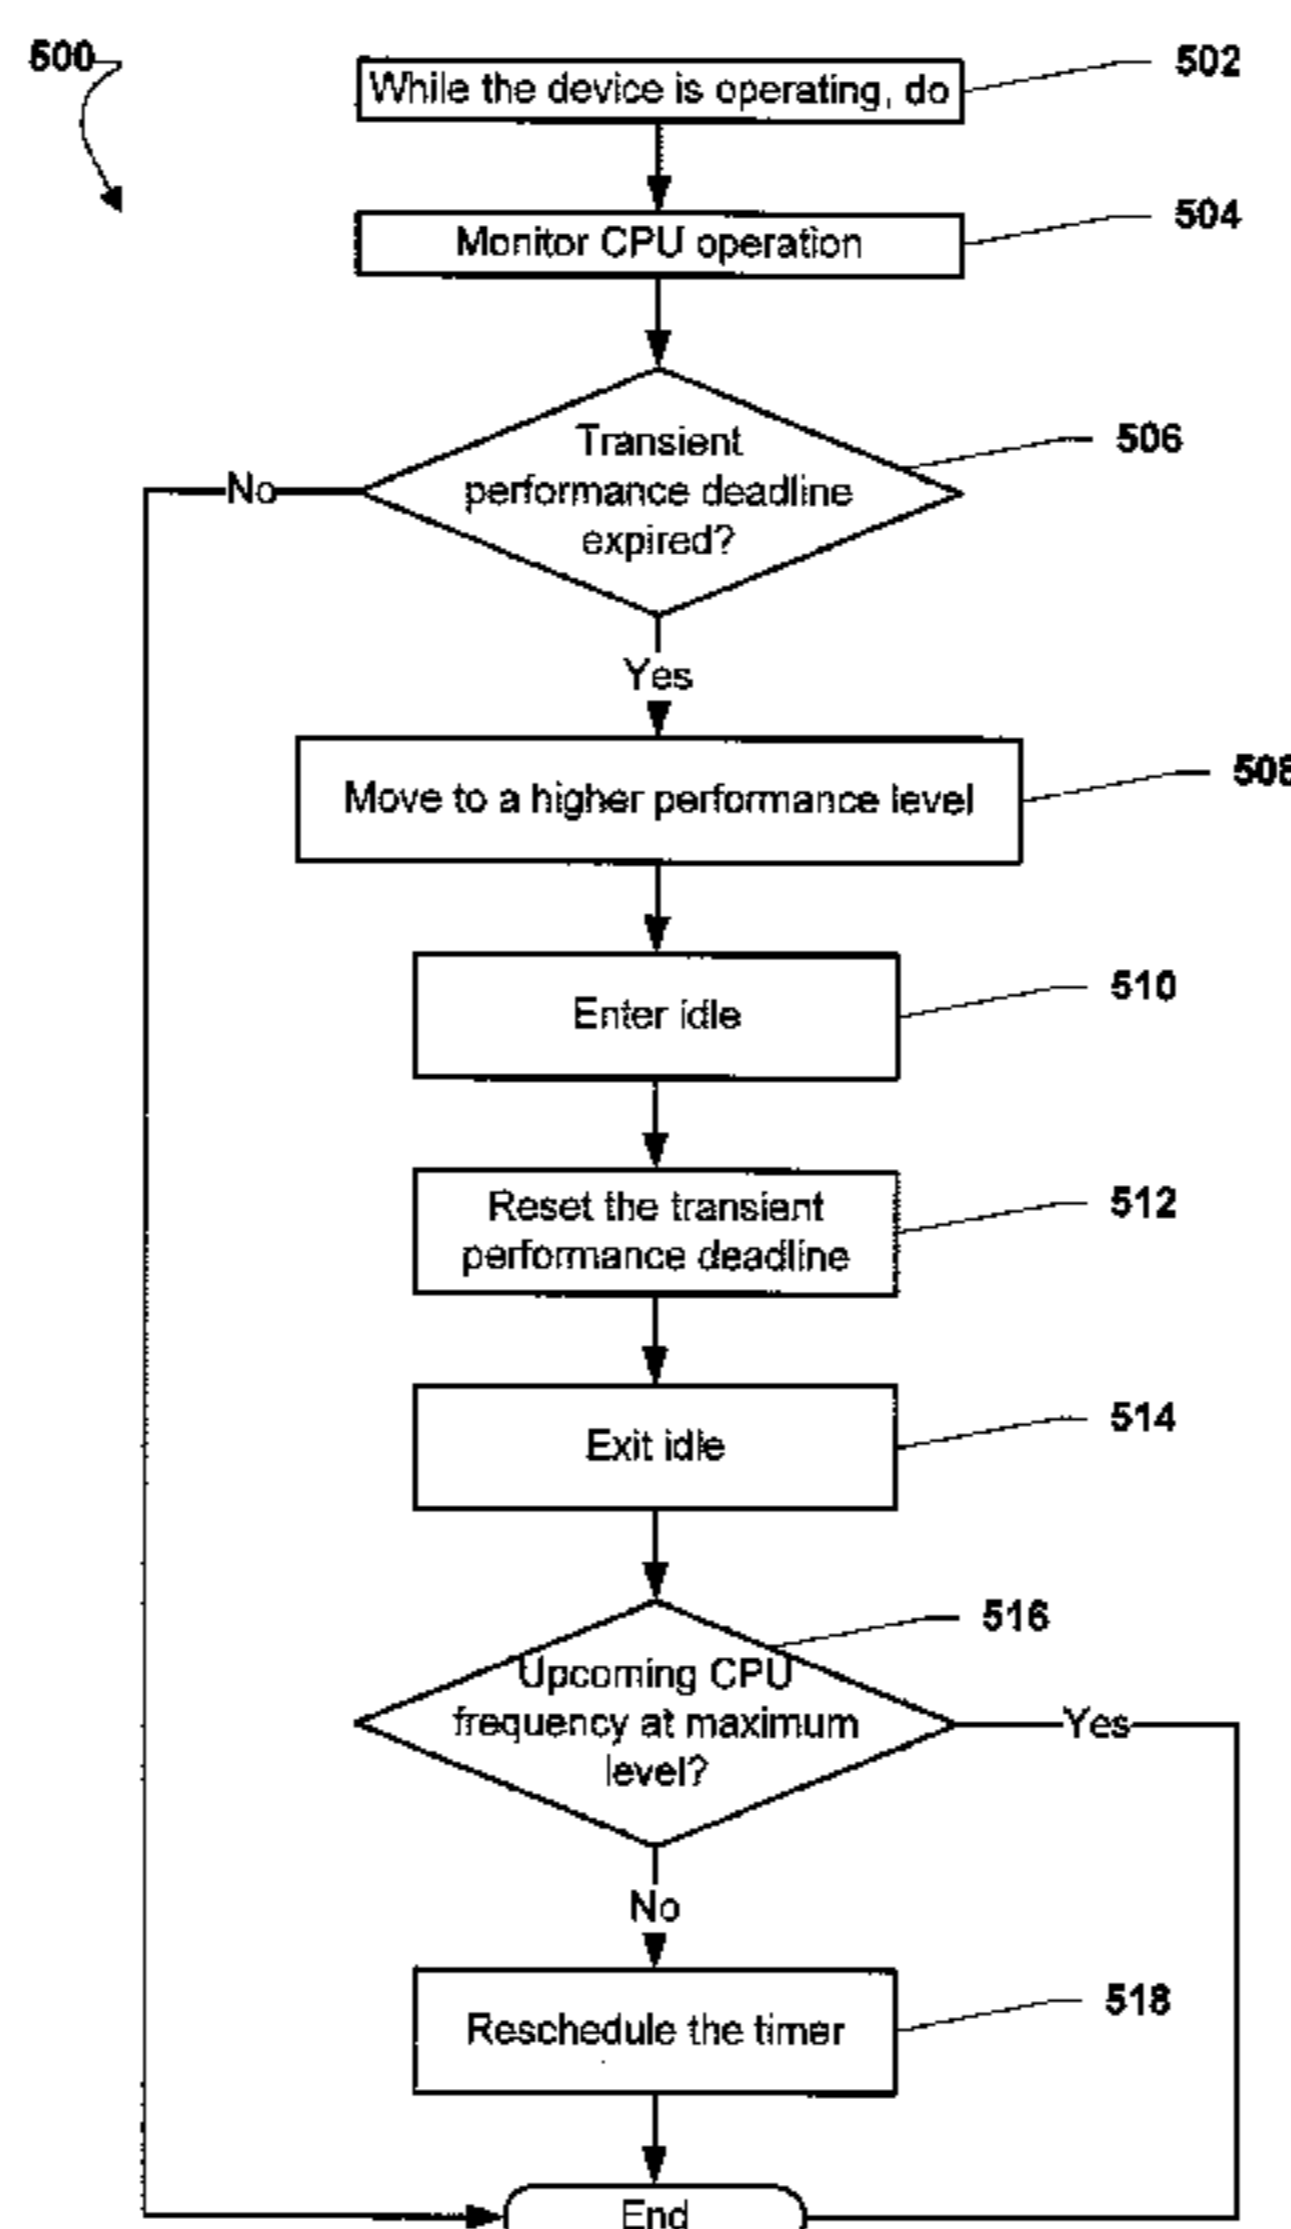 500
While the device is operating, do
502
Monitor CPU operation
504
Transient
performance deadline
expired?
506
No
Yes
Move to a higher performance level
508
Enter idle
510
Reset the transient
performance deadline
512
Exit idle
514
Upcoming CPU
frequency at maximum
level?
516
Yes
No
Reschedule the timer
518
End